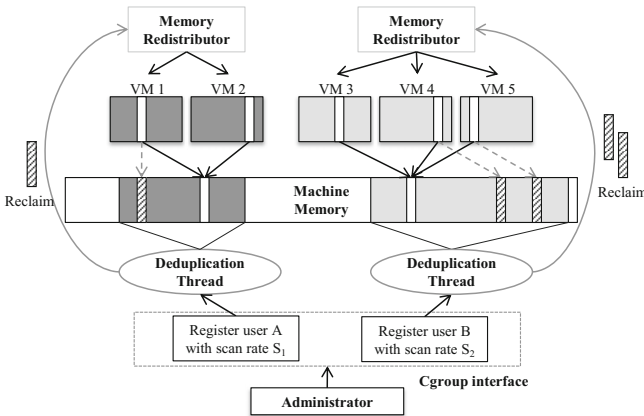 Memory
Redistributor
Memory
Redistributor
VM 1
VM 2
VM 3
VM 4
VM 5
Reclaim
Reclaim
Machine
Memory
Deduplication
Thread
Deduplication
Thread
Register user A
with scan rate S₁
Register user B
with scan rate S₂
Cgroup interface
Administrator